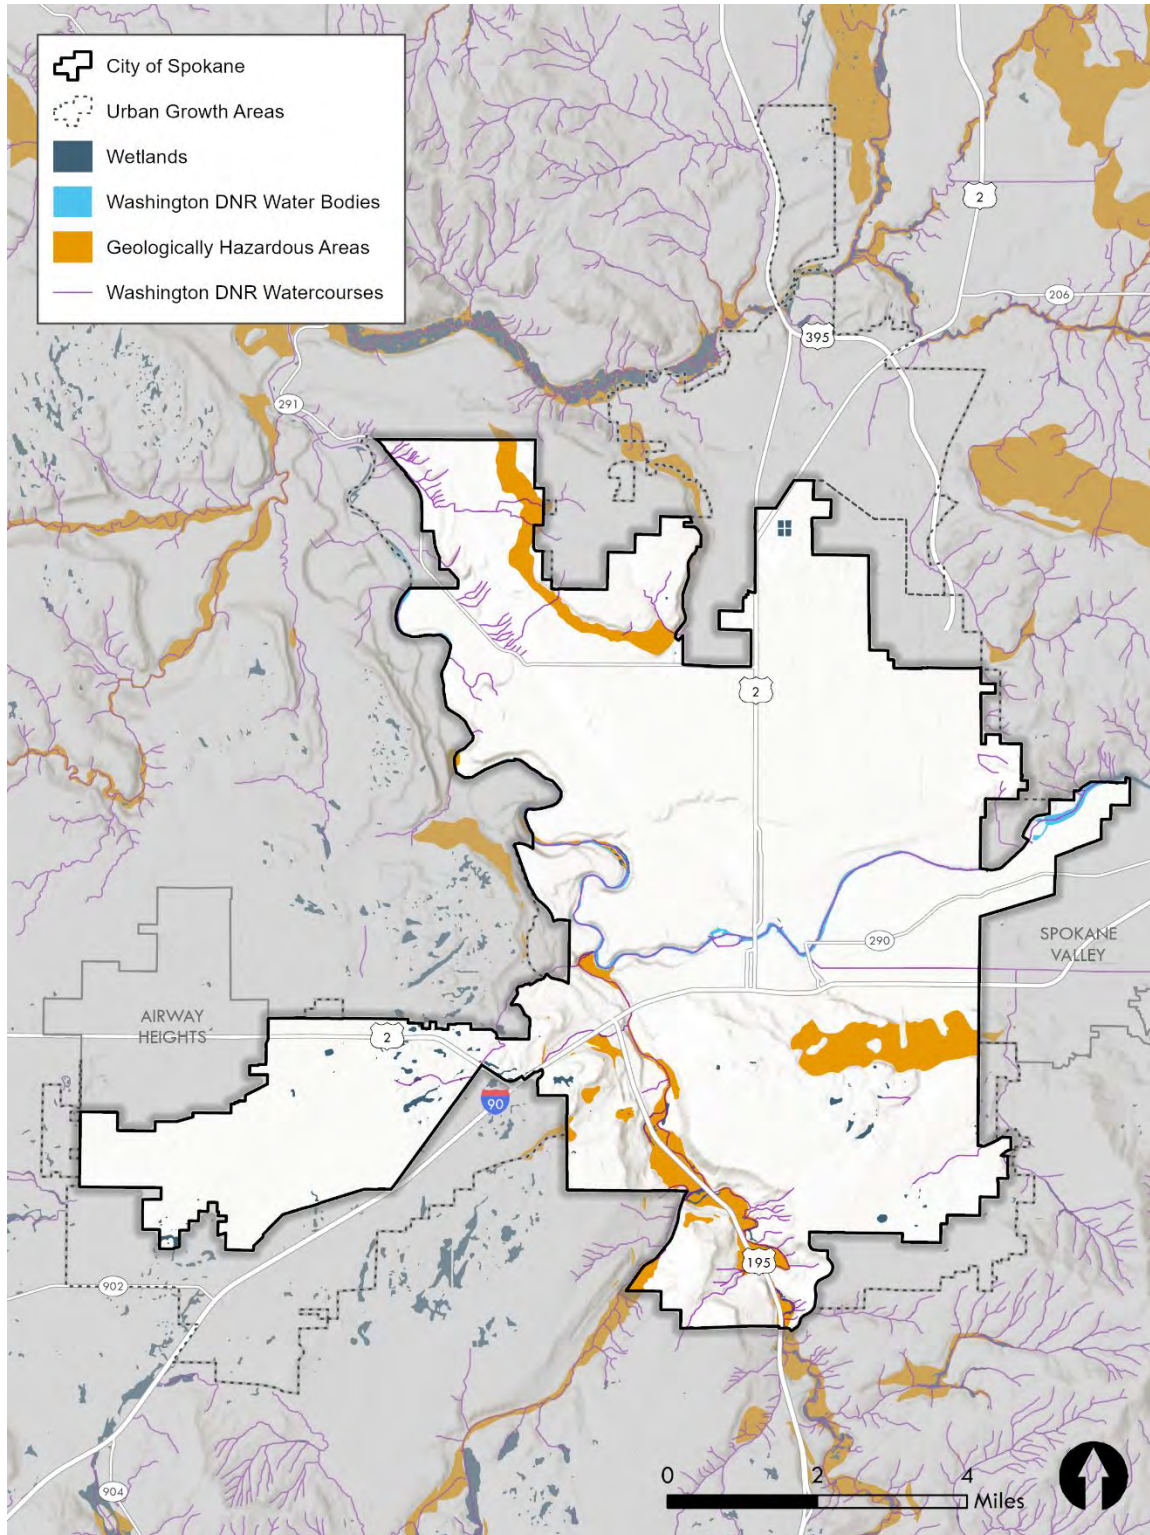 City of Spokane
Urban Growth Areas
Wetlands
Washington DNR Water Bodies
Geologically Hazardous Areas
Washington DNR Watercourses
2
206
395
291
2
290
SPOKANE
VALLEY
AIRWAY
HEIGHTS
2
90
195
902
904
0 2 4
Miles